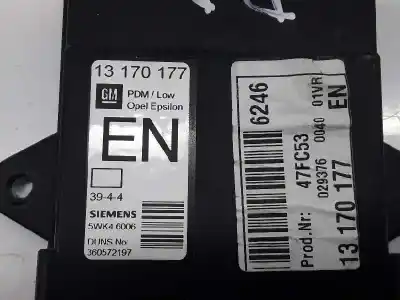 13 170 177
GM
PDM / Low
Opel Epsilon
EN
39-4-4
SIEMENS
5WK4 6006
DUNS.No:
360572197
6246
Prod.Nr: 47FC53
029376 0040 01VR
13 170 177 EN